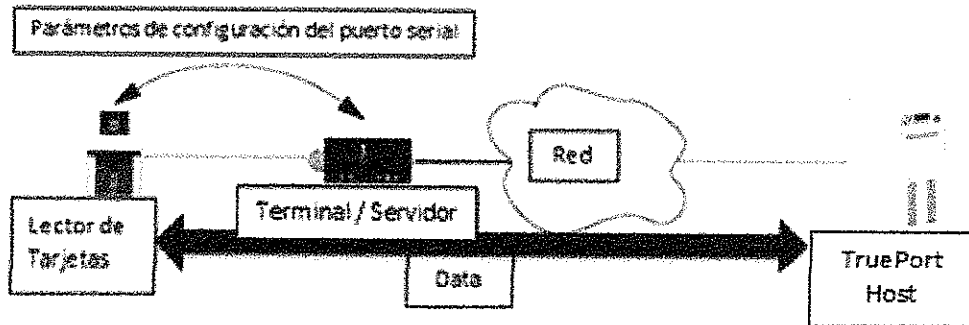 Parámetros de configuración del puerto serial
Red
Terminal / Servidor
Lector de
Tarjetas
Data
TruePort
Host